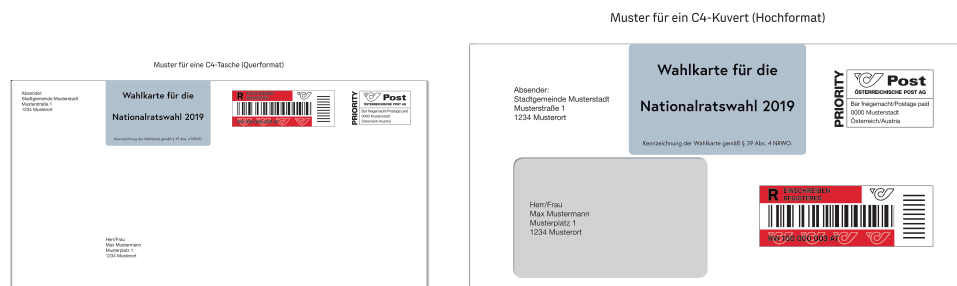 Muster für eine C4-Tasche (Querformat)
Absender:
Stadtgemeinde Musterstadt
Musterstraße 1
1234 Musterort
Wahlkarte für die
Nationalratswahl 2019
Kennzeichnung der Wahlkarte gemäß § 39 Abs. 4 NRWO.
R
PRIORITY
Post
ÖSTERREICHISCHE POST AG
Bar freigemacht/Postage paid
0000 Musterstadt
Österreich/Austria
Herr/Frau
Max Mustermann
Musterplatz 1
1234 Musterort
Muster für ein C4-Kuvert (Hochformat)
Absender:
Stadtgemeinde Musterstadt
Musterstraße 1
1234 Musterort
Wahlkarte für die
Nationalratswahl 2019
Kennzeichnung der Wahlkarte gemäß § 39 Abs. 4 NRWO.
PRIORITY
Post
ÖSTERREICHISCHE POST AG
Bar freigemacht/Postage paid
0000 Musterstadt
Österreich/Austria
Herr/Frau
Max Mustermann
Musterplatz 1
1234 Musterort
R EINSCHREIBEN
REGISTERED